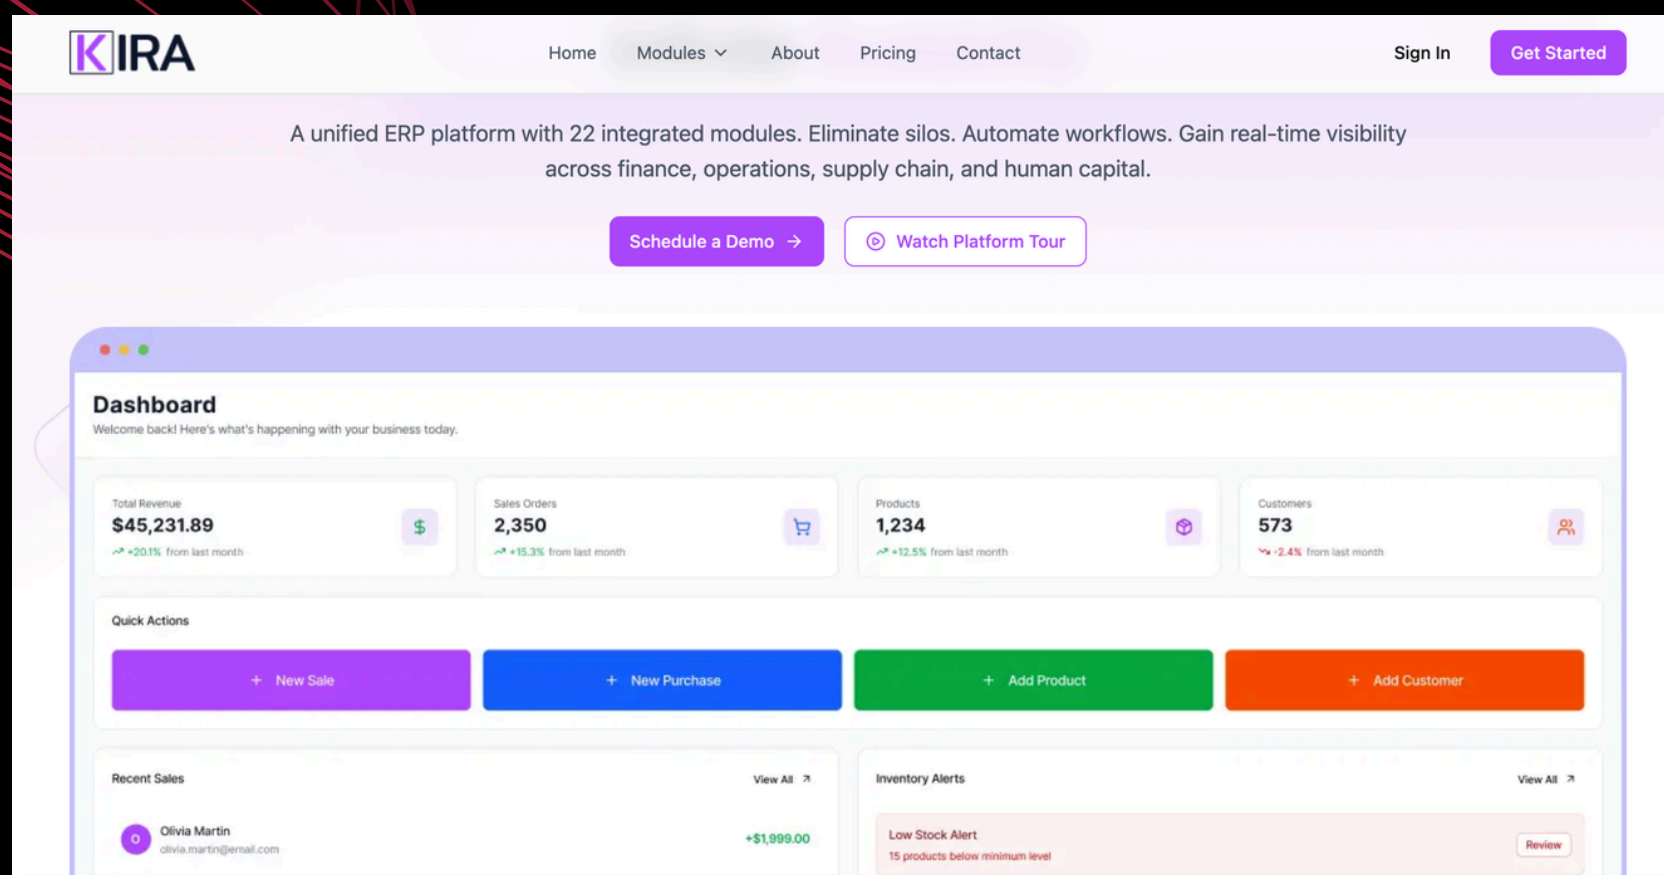 KIRA
Home Modules About Pricing Contact Sign In Get Started
A unified ERP platform with 22 integrated modules. Eliminate silos. Automate workflows. Gain real-time visibility
across finance, operations, supply chain, and human capital.
Schedule a Demo → Watch Platform Tour
Dashboard
Welcome back! Here's what's happening with your business today.
Total Revenue
$45,231.89
+20.1% from last month
Sales Orders
2,350
+15.3% from last month
Products
1,234
+12.5% from last month
Customers
573
-2.4% from last month
Quick Actions
+ New Sale
+ New Purchase
+ Add Product
+ Add Customer
Recent Sales View All
O
Olivia Martin
olivia.martin@email.com
+$1,999.00
Inventory Alerts View All
Low Stock Alert
15 products below minimum level
Review